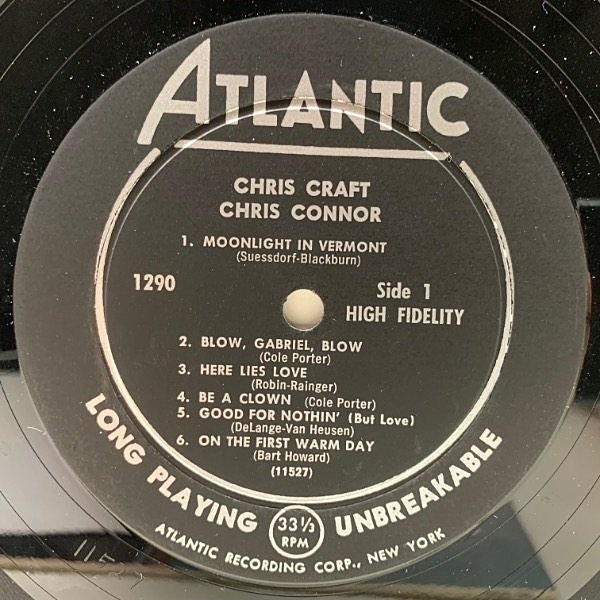 ATLANTIC
CHRIS CRAFT
CHRIS CONNOR
1. MOONLIGHT IN VERMONT
(Suessdorf-Blackburn)
1290
Side 1
HIGH FIDELITY
2. BLOW, GABRIEL, BLOW
(Cole Porter)
3. HERE LIES LOVE
(Robin-Rainger)
4. BE A CLOWN (Cole Porter)
5. GOOD FOR NOTHIN' (But Love)
(DeLange-Van Heusen)
6. ON THE FIRST WARM DAY
(Bart Howard)
(11527)
LONG PLAYING 33⅓ RPM UNBREAKABLE
ATLANTIC RECORDING CORP., NEW YORK